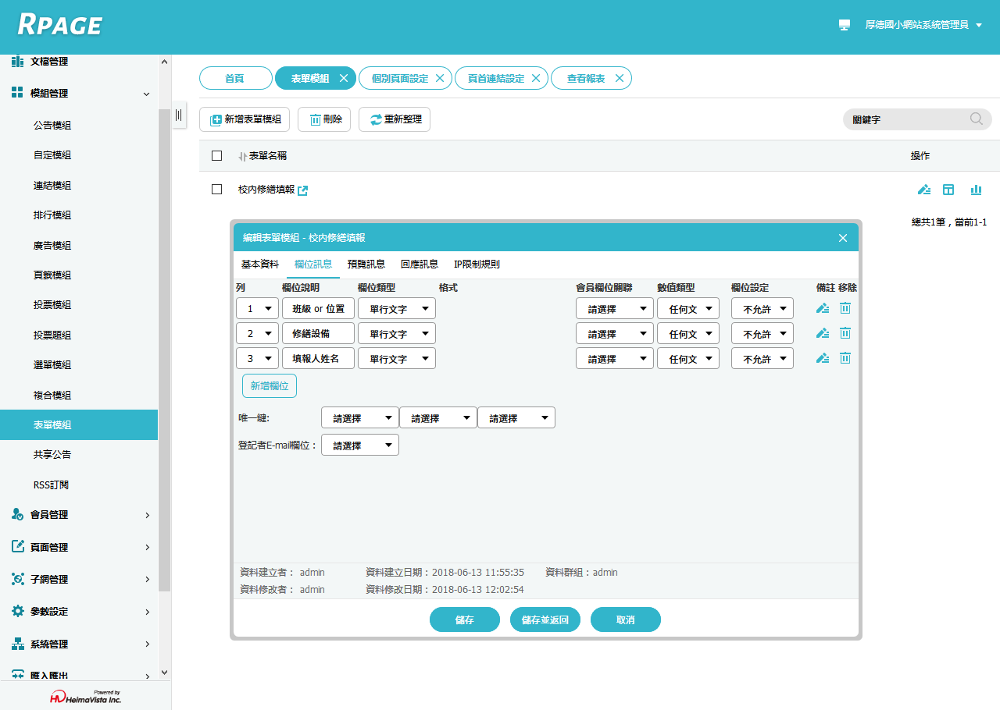 RPAGE
厚德國小網站系統管理員
文檔管理
模組管理
公告模組
自定模組
連結模組
排行模組
廣告模組
頁籤模組
投票模組
投票題組
選單模組
複合模組
表單模組
共享公告
RSS訂閱
會員管理
頁面管理
子網管理
參數設定
系統管理
匯入匯出
Powered by
HeimaVista Inc.
首頁 表單模組 個別頁面設定 頁首連結設定 查看報表
新增表單模組 刪除 重新整理 關鍵字
表單名稱 操作
校內修繕填報
總共1筆，當前1-1
編輯表單模組 - 校內修繕填報
基本資料 欄位訊息 預覽訊息 回應訊息 IP限制規則
列 欄位說明 欄位類型 格式 會員欄位關聯 數值類型 欄位設定 備註 移除
1 班級 or 位置 單行文字 請選擇 任何文 不允許
2 修繕設備 單行文字 請選擇 任何文 不允許
3 填報人姓名 單行文字 請選擇 任何文 不允許
新增欄位
唯一鍵: 請選擇 請選擇 請選擇
登記者E-mail欄位： 請選擇
資料建立者： admin 資料建立日期：2018-06-13 11:55:35 資料群組：admin
資料修改者： admin 資料修改日期：2018-06-13 12:02:54
儲存 儲存並返回 取消